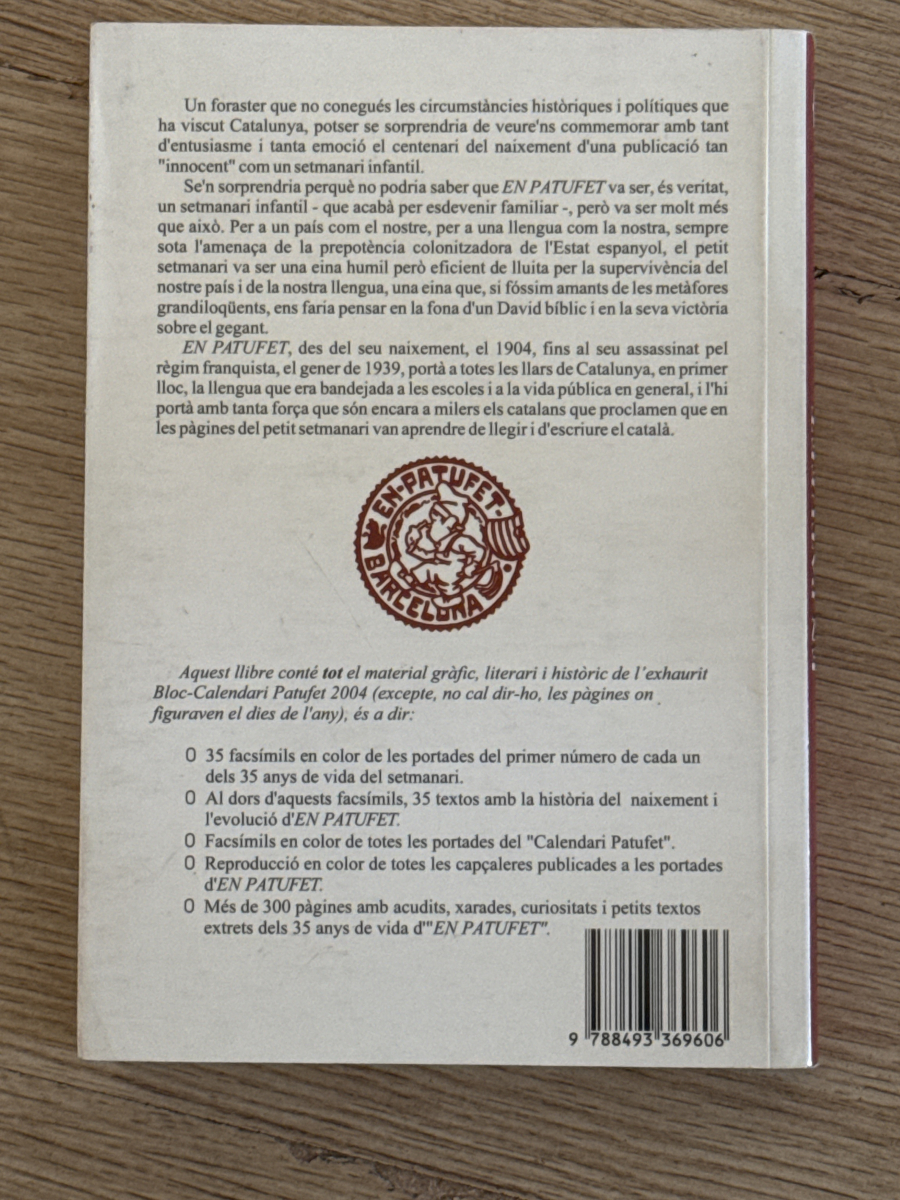 Un foraster que no conegués les circumstàncies històriques i polítiques que
ha viscut Catalunya, potser se sorprendria de veure'ns commemorar amb tant
d'entusiasme i tanta emoció el centenari del naixement d'una publicació tan
"innocent" com un setmanari infantil.
Se'n sorprendria perquè no podria saber que EN PATUFET va ser, és veritat,
un setmanari infantil - que acabà per esdevenir familiar -, però va ser molt més
que això. Per a un país com el nostre, per a una llengua com la nostra, sempre
sota l'amenaça de la prepotència colonitzadora de l'Estat espanyol, el petit
setmanari va ser una eina humil però eficient de lluita per la supervivència del
nostre país i de la nostra llengua, una eina que, si fóssim amants de les metàfores
grandiloqüents, ens faria pensar en la fona d'un David bíblic i en la seva victòria
sobre el gegant.
EN PATUFET, des del seu naixement, el 1904, fins al seu assassinat pel
règim franquista, el gener de 1939, portà a totes les llars de Catalunya, en primer
lloc, la llengua que era bandejada a les escoles i a la vida pública en general, i l'hi
portà amb tanta força que són encara a milers els catalans que proclamen que en
les pàgines del petit setmanari van aprendre de llegir i d'escriure el català.
EN-PATUFET-
BARCELONA
Aquest llibre conté tot el material gràfic, literari i històric de l'exhaurit
Bloc-Calendari Patufet 2004 (excepte, no cal dir-ho, les pàgines on
figuraven el dies de l'any), és a dir:
O 35 facsímils en color de les portades del primer número de cada un
dels 35 anys de vida del setmanari.
O Al dors d'aquests facsímils, 35 textos amb la història del naixement i
l'evolució d'EN PATUFET.
O Facsímils en color de totes les portades del "Calendari Patufet".
O Reproducció en color de totes les capçaleres publicades a les portades
d'EN PATUFET.
O Més de 300 pàgines amb acudits, xarades, curiositats i petits textos
extrets dels 35 anys de vida d'"EN PATUFET".
9 788493 369606